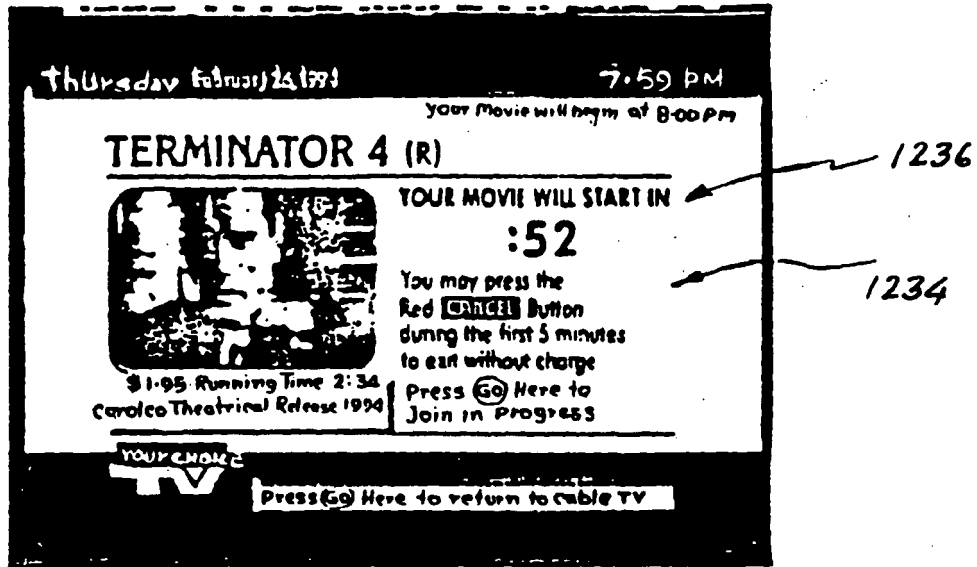 Thursday February 24, 1994 7:59 PM
Your Movie will begin at 8:00 Pm
TERMINATOR 4 (R)
YOUR MOVIE WILL START IN
:52
You may press the
Red CANCEL Button
during the first 5 minutes
to exit without charge
$1.95 Running Time 2:34
Carolco Theatrical Release 1994
Press Go Here to
Join in Progress
YOUR CHOICE
TV
Press Go Here to return to cable TV
1236
1234